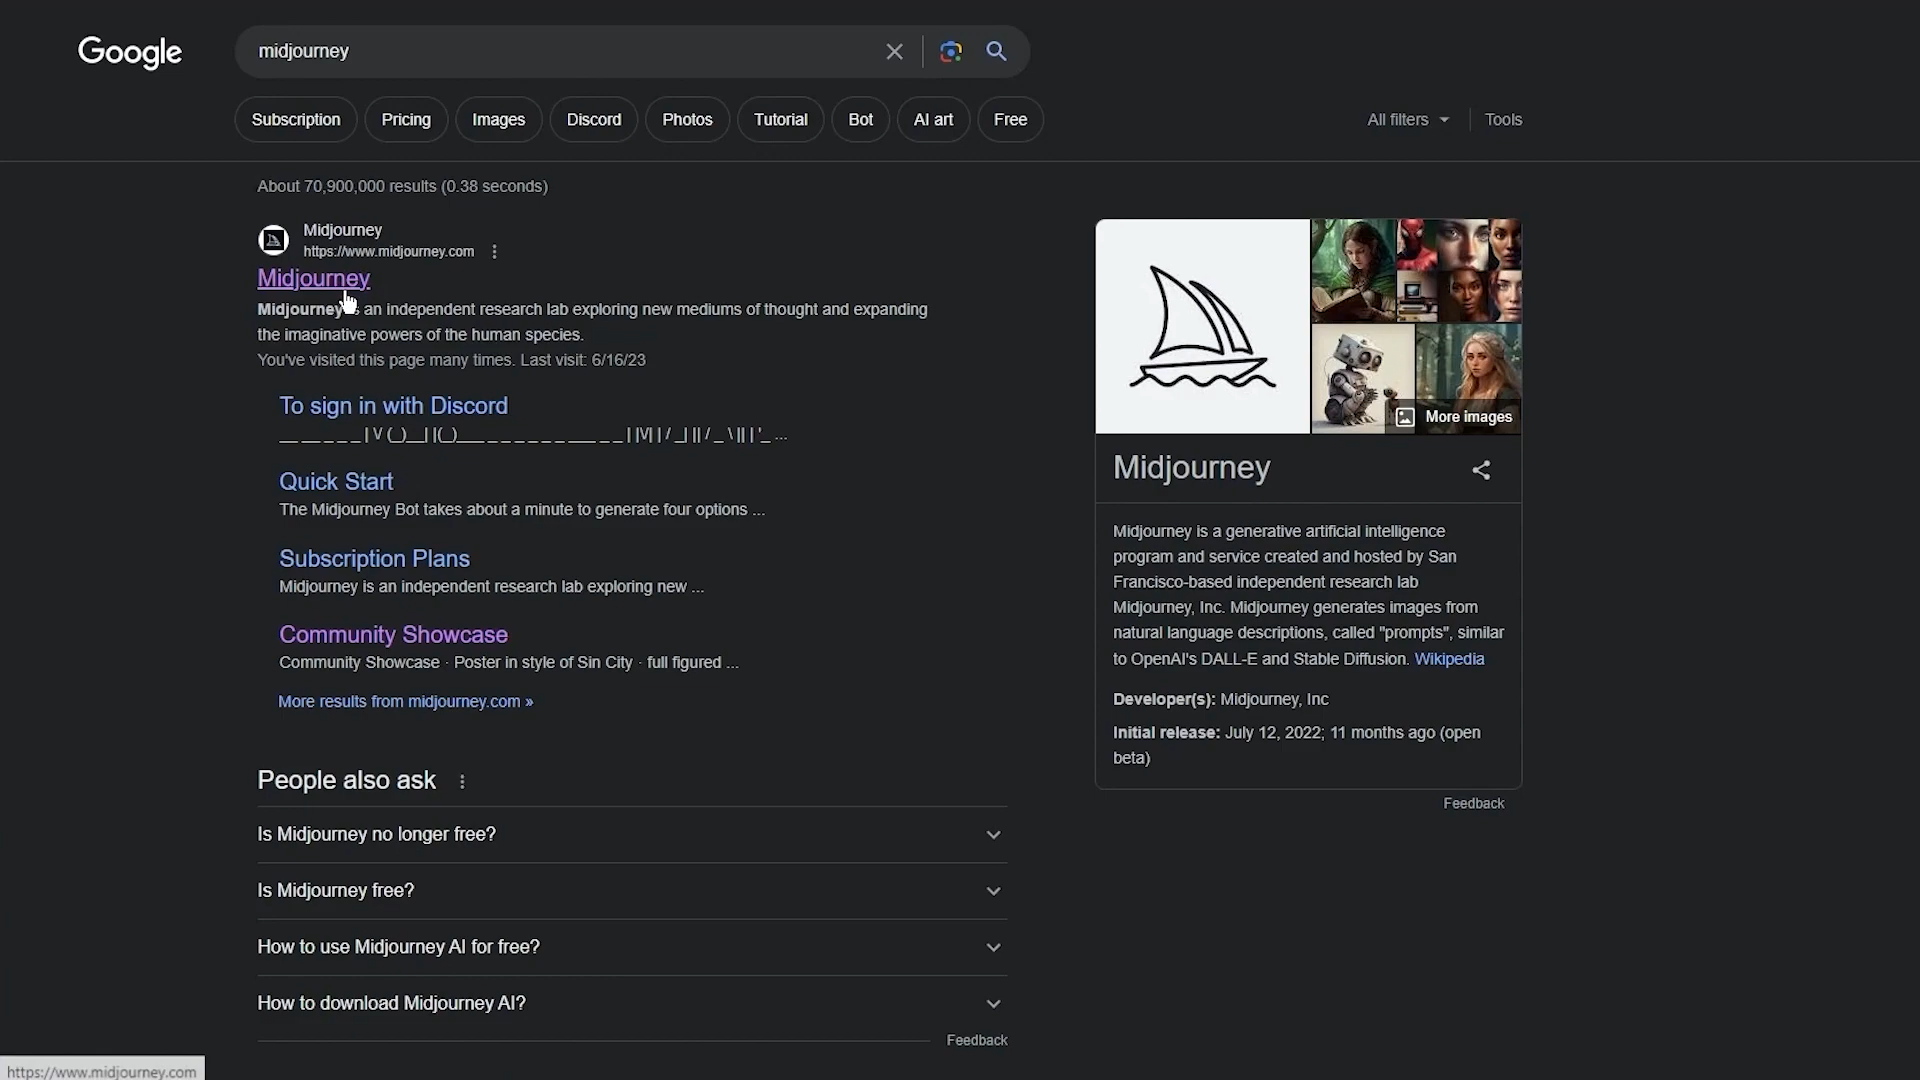 Google
midjourney
Subscription
Pricing
Images
Discord
Photos
Tutorial
Bot
AI art
Free
All filters
Tools
About 70,900,000 results (0.38 seconds)
Midjourney
https://www.midjourney.com
Midjourney
Midjourney an independent research lab exploring new mediums of thought and expanding
the imaginative powers of the human species.
You've visited this page many times. Last visit: 6/16/23
To sign in with Discord
Quick Start
The Midjourney Bot takes about a minute to generate four options ...
Subscription Plans
Midjourney is an independent research lab exploring new ...
Community Showcase
Community Showcase · Poster in style of Sin City · full figured ...
More results from midjourney.com »
People also ask
Is Midjourney no longer free?
Is Midjourney free?
How to use Midjourney AI for free?
How to download Midjourney AI?
Feedback
More images
Midjourney
Midjourney is a generative artificial intelligence
program and service created and hosted by San
Francisco-based independent research lab
Midjourney, Inc. Midjourney generates images from
natural language descriptions, called "prompts", similar
to OpenAI's DALL-E and Stable Diffusion. Wikipedia
Developer(s): Midjourney, Inc
Initial release: July 12, 2022; 11 months ago (open
beta)
Feedback
https://www.midjourney.com